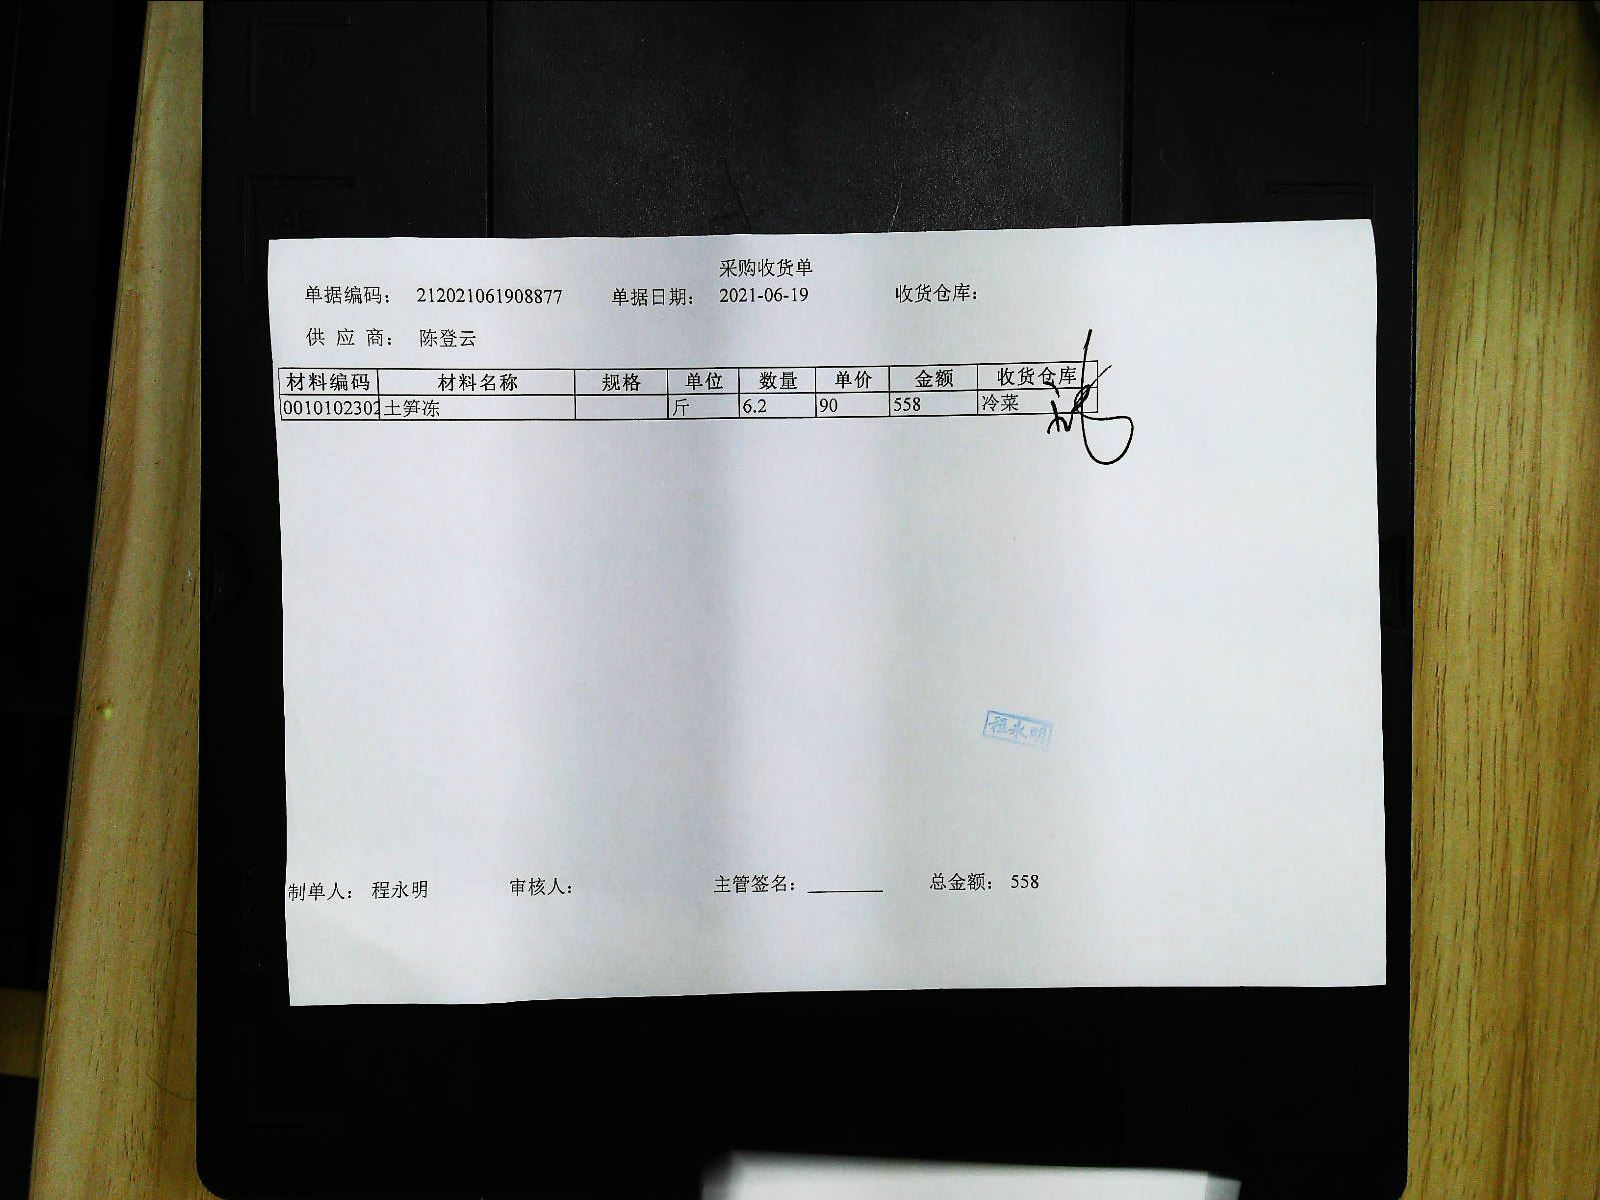 采购收货单
单据编码： 212021061908877 单据日期： 2021-06-19 收货仓库：
供 应 商： 陈登云
材料编码 材料名称 规格 单位 数量 单价 金额 收货仓库
0010102302 土笋冻 斤 6.2 90 558 冷菜
程永明
制单人： 程永明 审核人： 主管签名： 总金额： 558